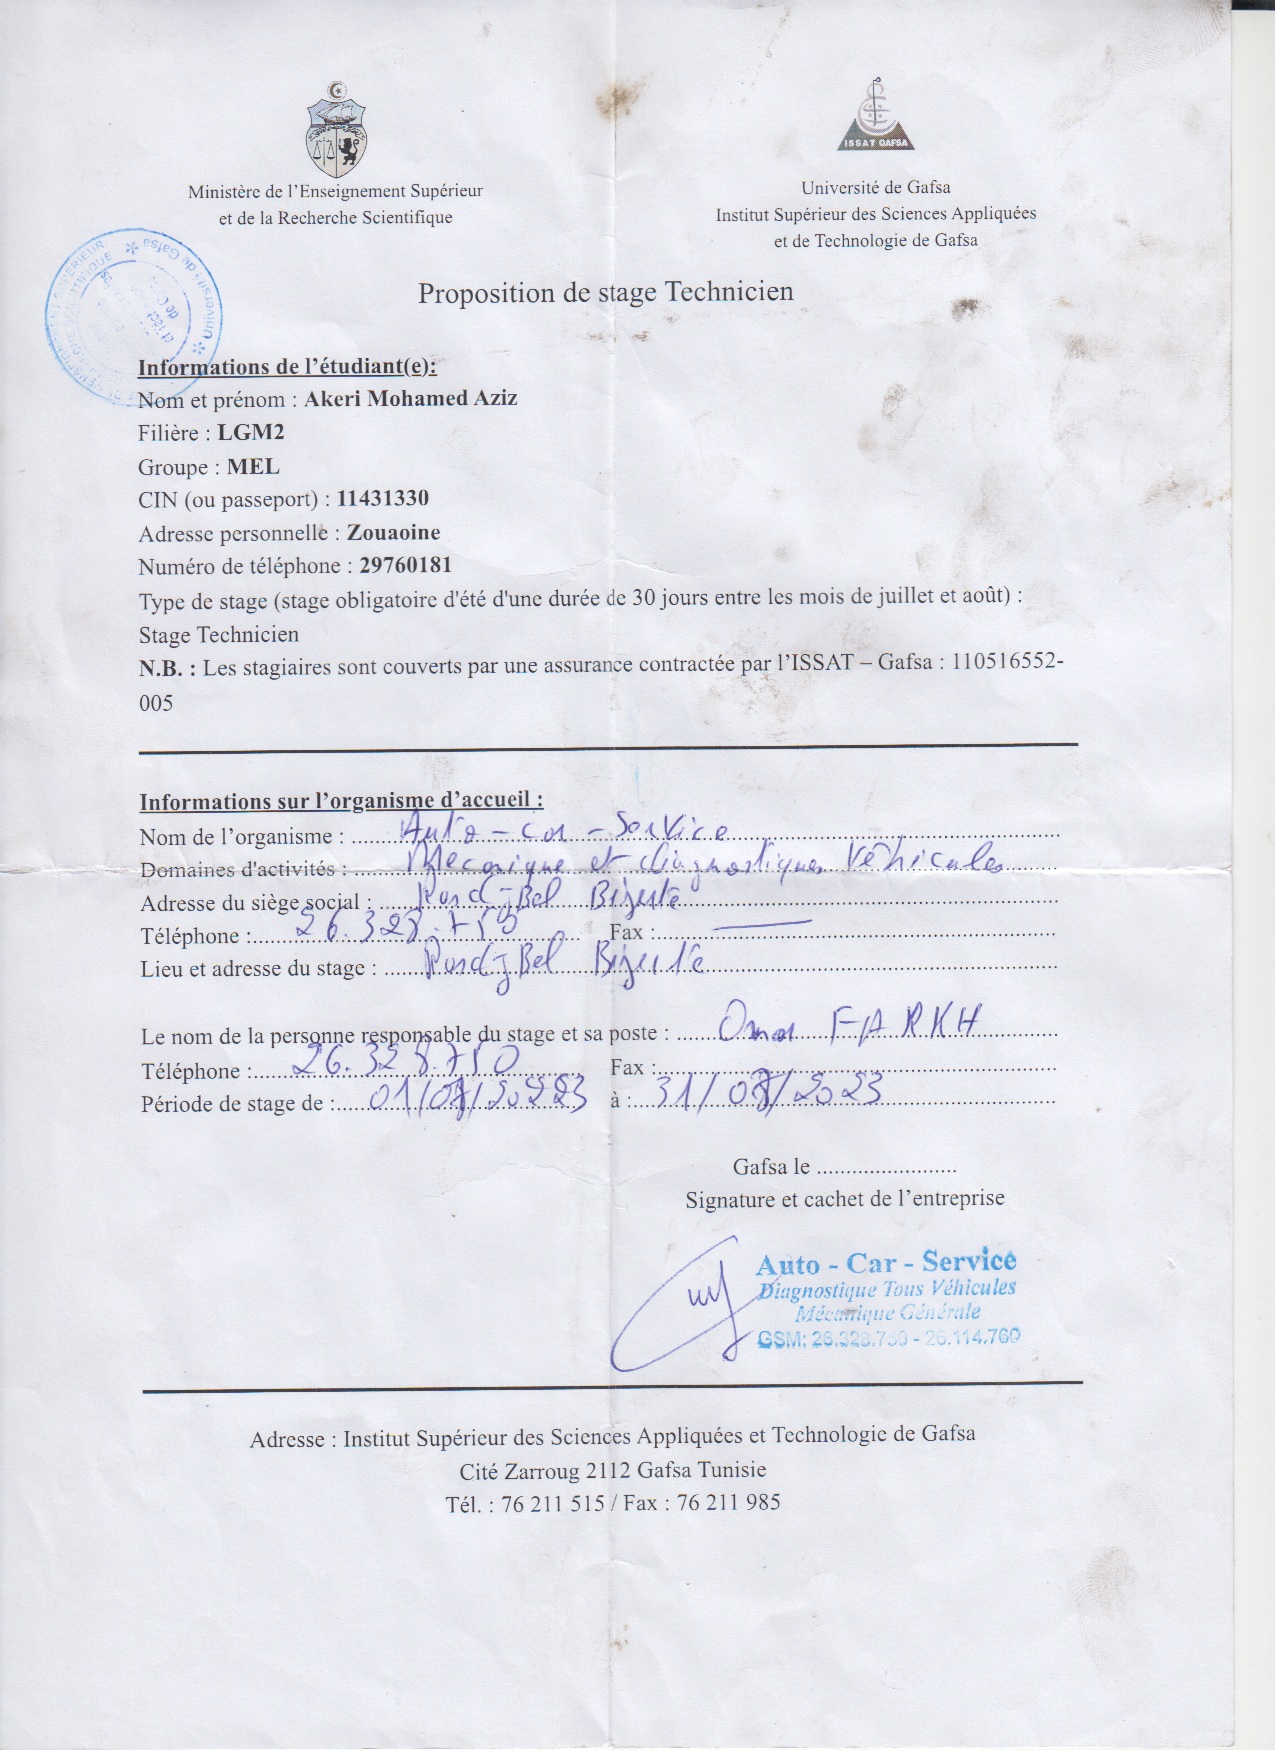 ISSAT GAFSA
Ministère de l'Enseignement Supérieur
et de la Recherche Scientifique
Université de Gafsa
Institut Supérieur des Sciences Appliquées
et de Technologie de Gafsa
Université de Gafsa
Proposition de stage Technicien
Informations de l'étudiant(e):
Nom et prénom : Akeri Mohamed Aziz
Filière : LGM2
Groupe : MEL
CIN (ou passeport) : 11431330
Adresse personnelle : Zouaoine
Numéro de téléphone : 29760181
Type de stage (stage obligatoire d'été d'une durée de 30 jours entre les mois de juillet et août) :
Stage Technicien
N.B. : Les stagiaires sont couverts par une assurance contractée par l'ISSAT – Gafsa : 110516552-
005
Informations sur l'organisme d'accueil :
Nom de l'organisme : Auto - Car - Service
Domaines d'activités : Mecanique et diagnostique Véhicules
Adresse du siège social : Bizerte
Téléphone : 26.328.750 Fax : —
Lieu et adresse du stage : Bizerte
Le nom de la personne responsable du stage et sa poste : Omar FARKH
Téléphone : 26.328.750 Fax :
Période de stage de : 01/08/2023 à : 31/08/2023
Gafsa le ........................
Signature et cachet de l'entreprise
Auto - Car - Service
Diagnostique Tous Véhicules
Mécanique Générale
GSM: 26.328.750 - 26.114.760
Adresse : Institut Supérieur des Sciences Appliquées et Technologie de Gafsa
Cité Zarroug 2112 Gafsa Tunisie
Tél. : 76 211 515 / Fax : 76 211 985